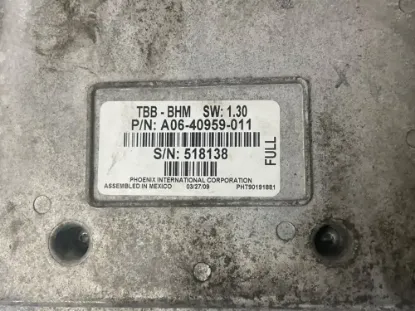 TBB - BHM SW: 1.30
P/N: A06-40959-011
S/N: 518138
FULL
PHOENIX INTERNATIONAL CORPORATION
ASSEMBLED IN MEXICO 03/27/08